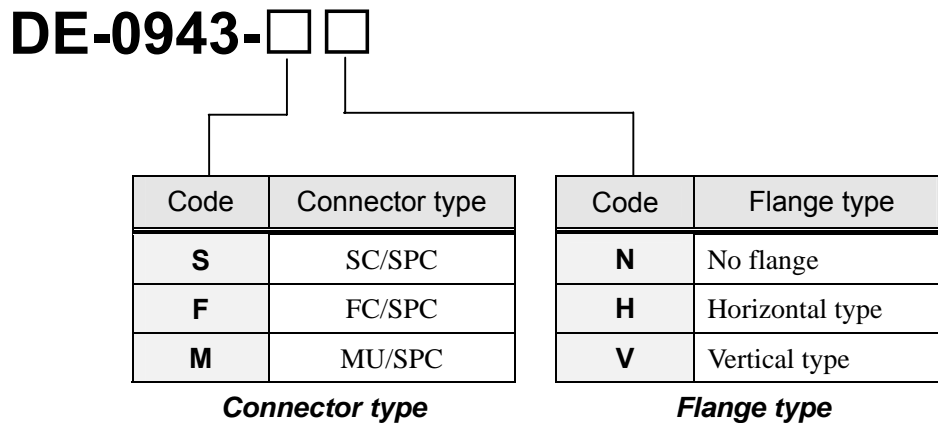 DE-0943-□ □
Code Connector type
S SC/SPC
F FC/SPC
M MU/SPC
Connector type
Code Flange type
N No flange
H Horizontal type
V Vertical type
Flange type